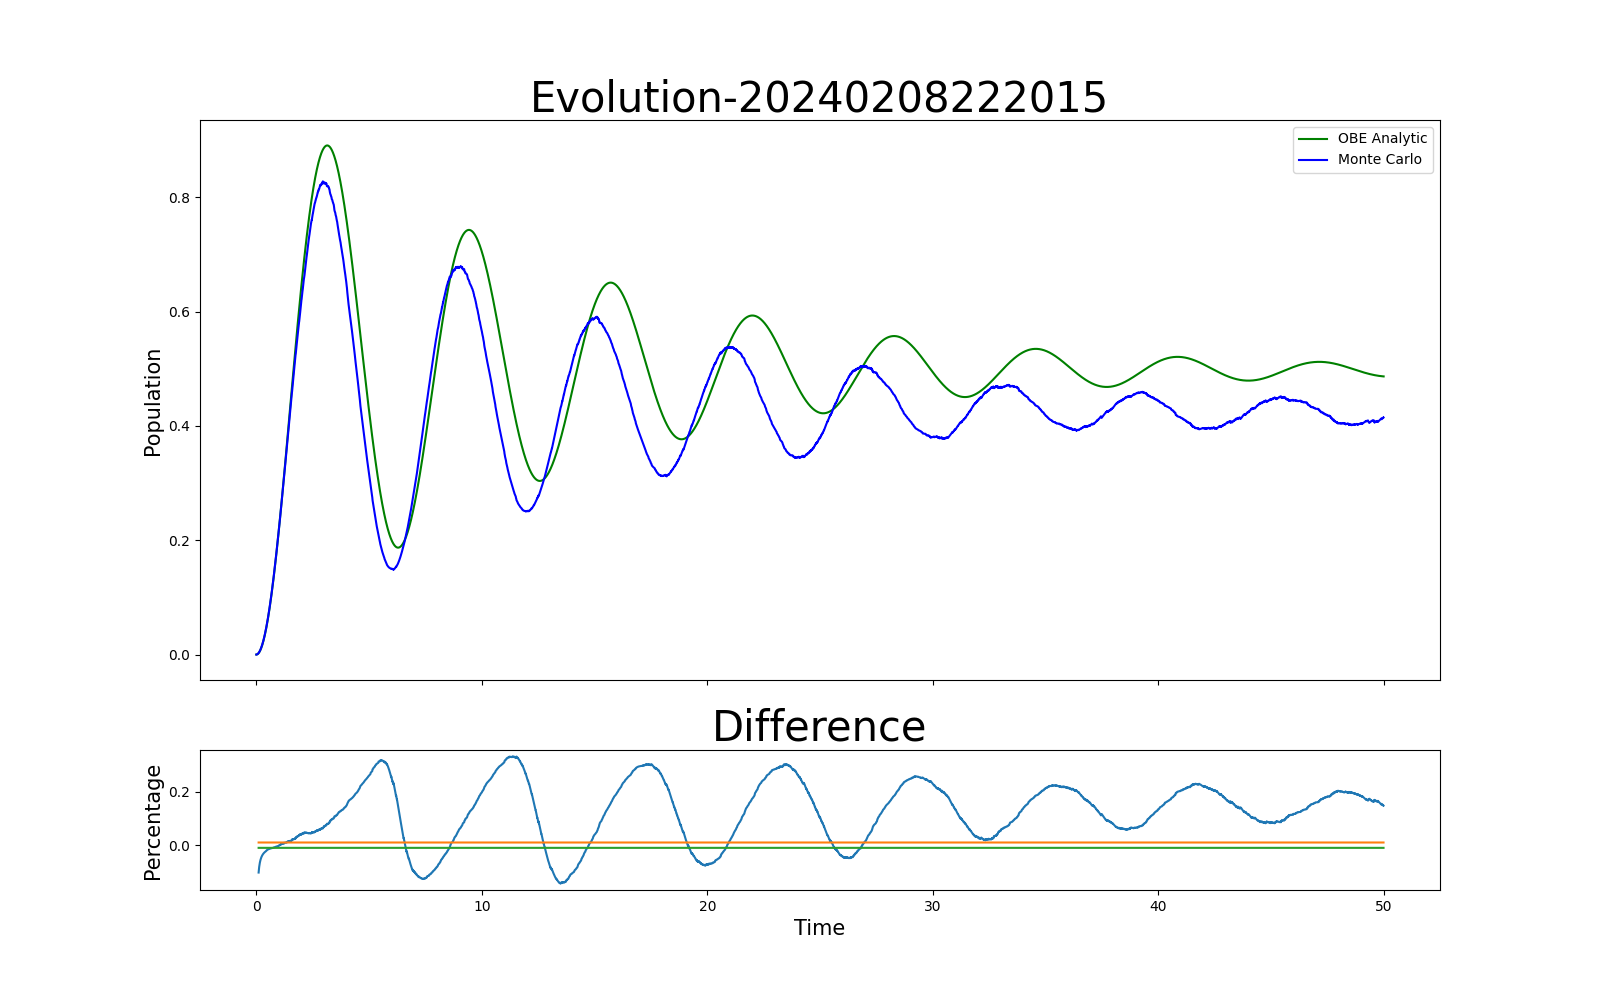 Evolution-20240208222015
OBE Analytic
Monte Carlo
Population
0.8
0.6
0.4
0.2
0.0
Difference
Percentage
0.2
0.0
0 10 20 30 40 50
Time